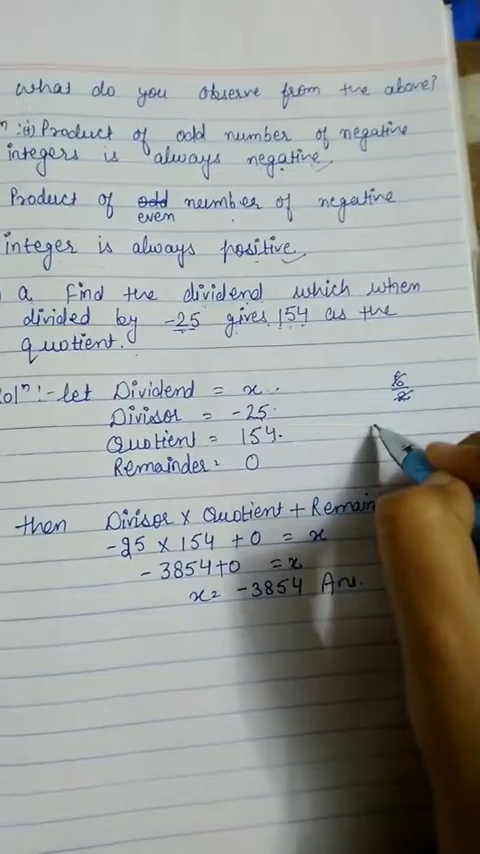 what do you observe from the above?
:ii) Product of odd number of negative
integers is always negative.
Product of odd number of negative
even
integer is always positive.
a. Find the dividend which when
divided by -25 gives 154 as the
quotient.
Solⁿ :- let Dividend = x.
Divisor = -25.
Quotient = 154.
Remainder = 0
then Divisor x Quotient + Remain
-25 x 154 + 0 = x
-3854+0 = x
x = -3854 Ans.